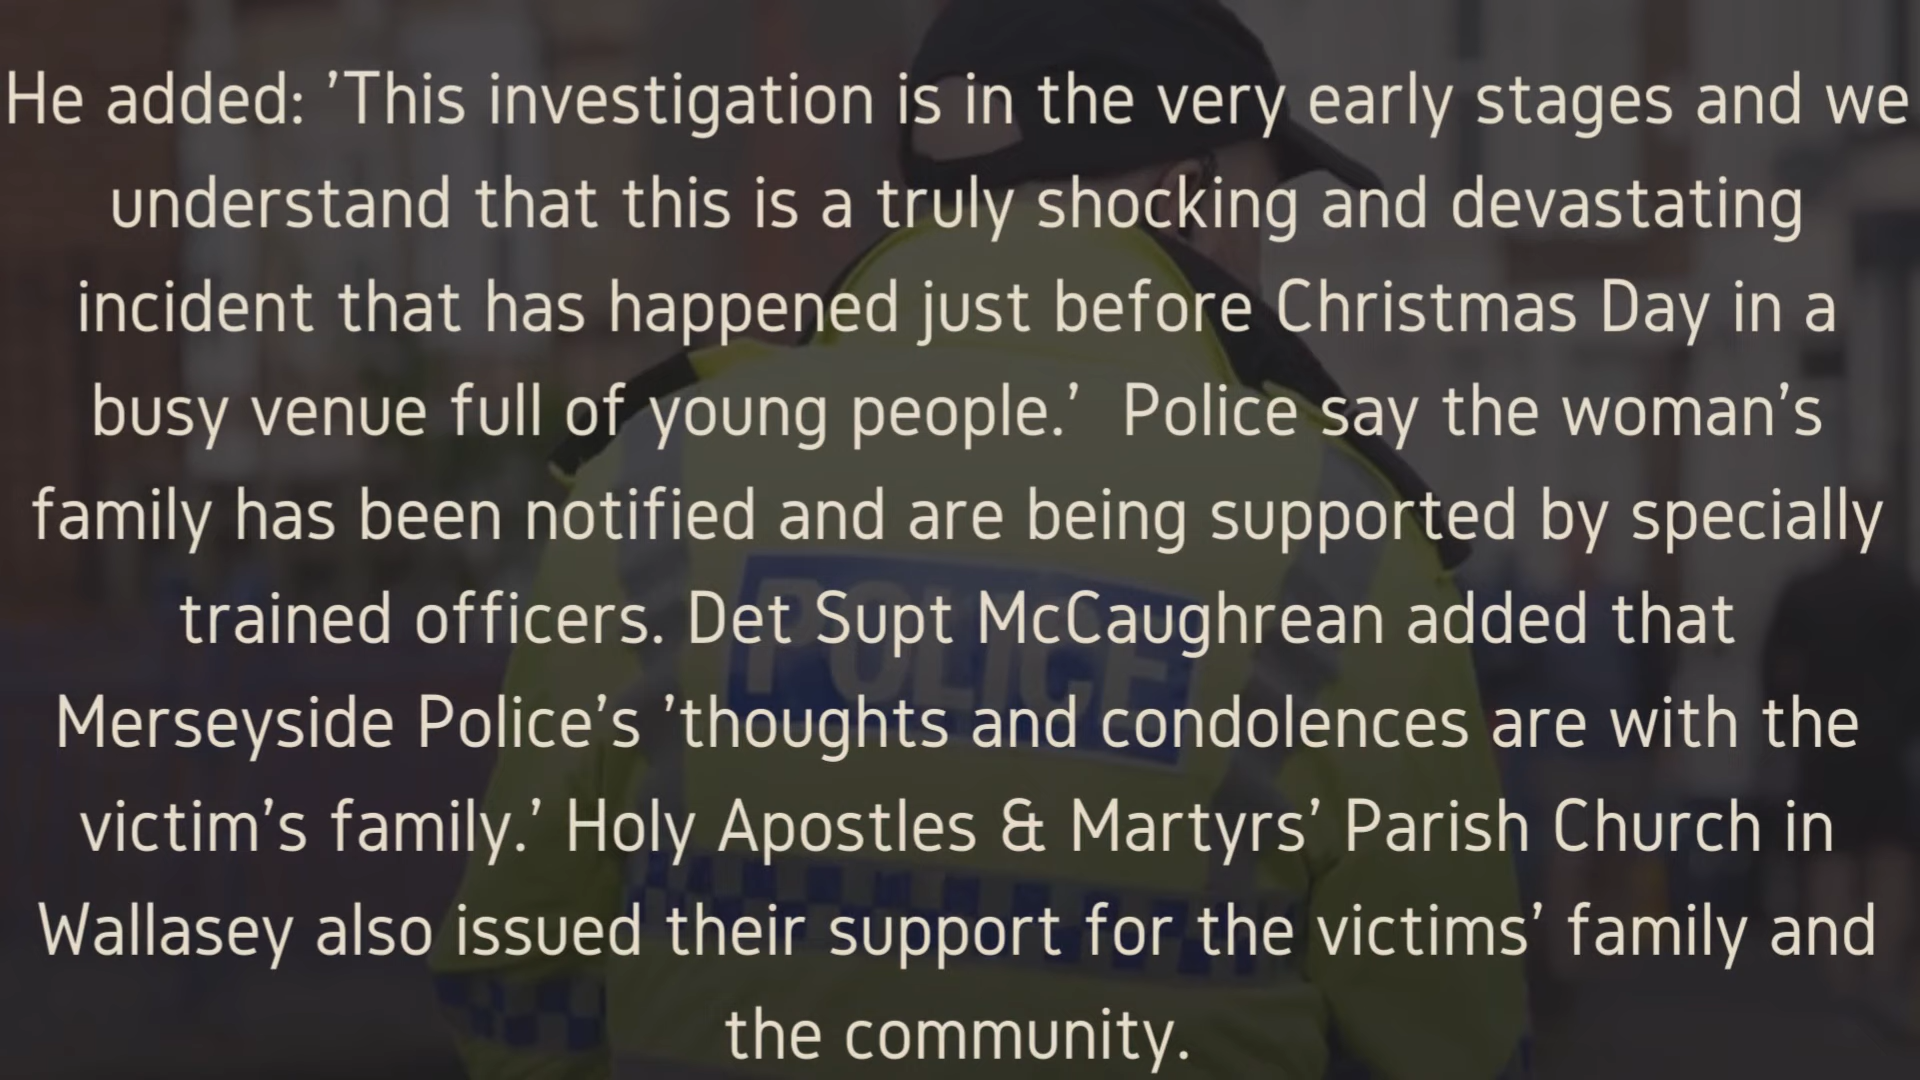 He added: 'This investigation is in the very early stages and we
understand that this is a truly shocking and devastating
incident that has happened just before Christmas Day in a
busy venue full of young people.'  Police say the woman's
family has been notified and are being supported by specially
trained officers. Det Supt McCaughrean added that
Merseyside Police's 'thoughts and condolences are with the
victim's family.' Holy Apostles & Martyrs' Parish Church in
Wallasey also issued their support for the victims' family and
the community.
POLICE